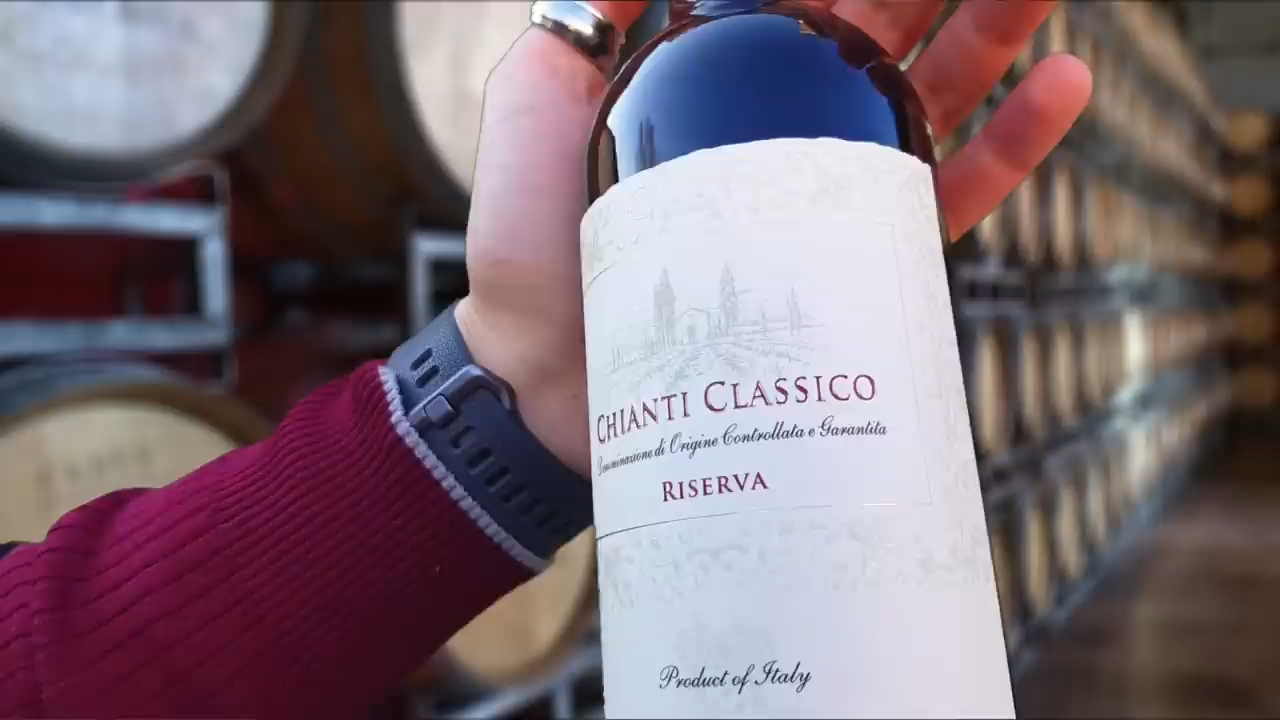 CHIANTI CLASSICO
Denominazione di Origine Controllata e Garantita
RISERVA
Product of Italy